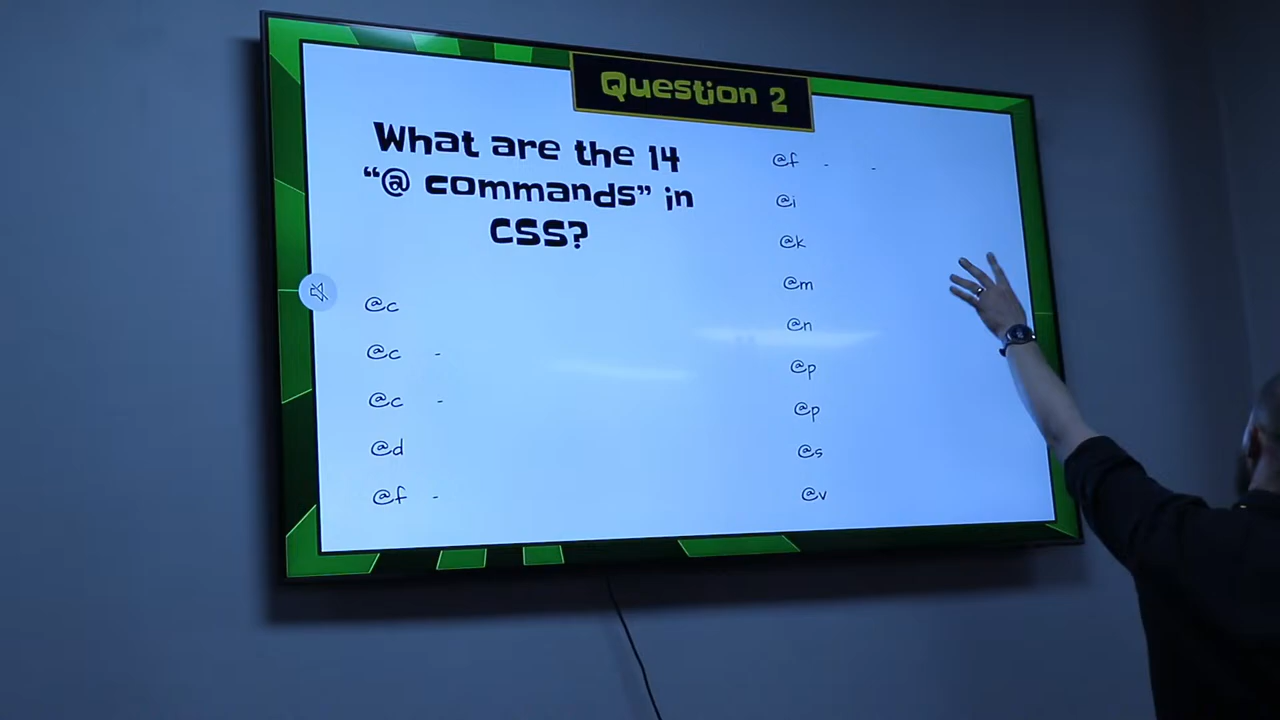 Question 2
What are the 14
“@ commands” in
CSS?
@c
@c -
@c -
@d
@f -
@f - -
@i
@k
@m
@n
@p
@p
@s
@v